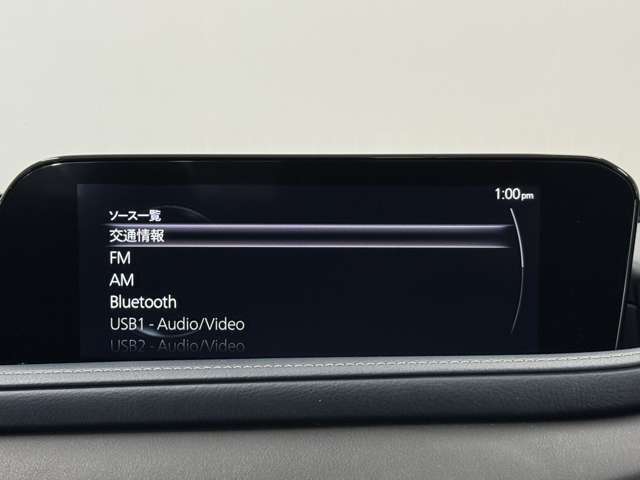 1:00pm
ソース一覧
交通情報
FM
AM
Bluetooth
USB1 - Audio/Video
USB2 - Audio/Video